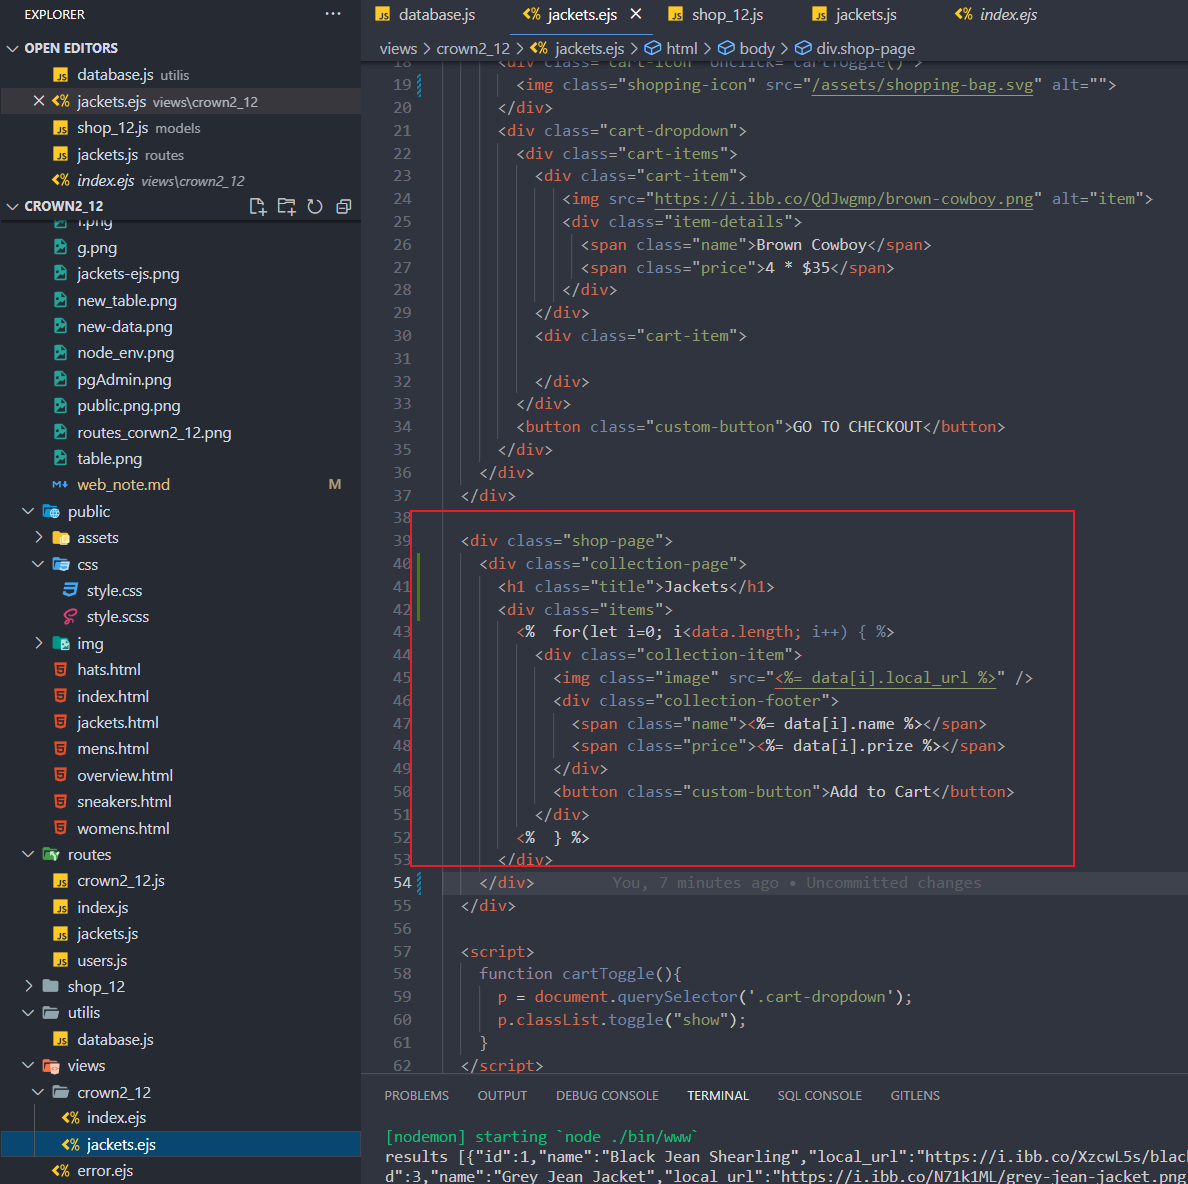 EXPLORER
OPEN EDITORS
database.js utilis
jackets.ejs views\crown2_12
shop_12.js models
jackets.js routes
index.ejs views\crown2_12
CROWN2_12
f.png
g.png
jackets-ejs.png
new_table.png
new-data.png
node_env.png
pgAdmin.png
public.png.png
routes_corwn2_12.png
table.png
web_note.md M
public
assets
css
style.css
style.scss
img
hats.html
index.html
jackets.html
mens.html
overview.html
sneakers.html
womens.html
routes
crown2_12.js
index.js
jackets.js
users.js
shop_12
utilis
database.js
views
crown2_12
index.ejs
jackets.ejs
error.ejs
database.js jackets.ejs shop_12.js jackets.js index.ejs
views > crown2_12 > jackets.ejs > html > body > div.shop-page
18 <div class="cart-icon" onclick="cartToggle()">
19 <img class="shopping-icon" src="/assets/shopping-bag.svg" alt="">
20 </div>
21 <div class="cart-dropdown">
22 <div class="cart-items">
23 <div class="cart-item">
24 <img src="https://i.ibb.co/QdJwgmp/brown-cowboy.png" alt="item">
25 <div class="item-details">
26 <span class="name">Brown Cowboy</span>
27 <span class="price">4 * $35</span>
28 </div>
29 </div>
30 <div class="cart-item">
31
32 </div>
33 </div>
34 <button class="custom-button">GO TO CHECKOUT</button>
35 </div>
36 </div>
37 </div>
38
39 <div class="shop-page">
40 <div class="collection-page">
41 <h1 class="title">Jackets</h1>
42 <div class="items">
43 <% for(let i=0; i<data.length; i++) { %>
44 <div class="collection-item">
45 <img class="image" src="<%= data[i].local_url %>" />
46 <div class="collection-footer">
47 <span class="name"><%= data[i].name %></span>
48 <span class="price"><%= data[i].prize %></span>
49 </div>
50 <button class="custom-button">Add to Cart</button>
51 </div>
52 <% } %>
53 </div>
54 </div> You, 7 minutes ago • Uncommitted changes
55 </div>
56
57 <script>
58 function cartToggle(){
59 p = document.querySelector('.cart-dropdown');
60 p.classList.toggle("show");
61 }
62 </script>
PROBLEMS OUTPUT DEBUG CONSOLE TERMINAL SQL CONSOLE GITLENS
[nodemon] starting `node ./bin/www`
results [{"id":1,"name":"Black Jean Shearling","local_url":"https://i.ibb.co/XzcwL5s/blac
d":3,"name":"Grey Jean Jacket","local_url":"https://i.ibb.co/N71k1ML/grey-jean-jacket.png